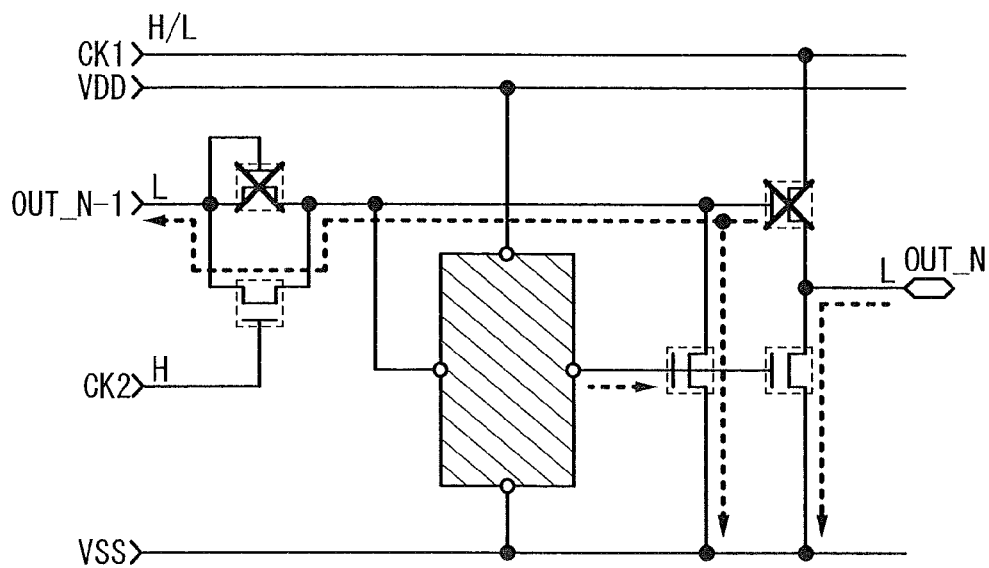 H/L
CK1
VDD
OUT_N-1 L
L OUT_N
CK2 H
VSS